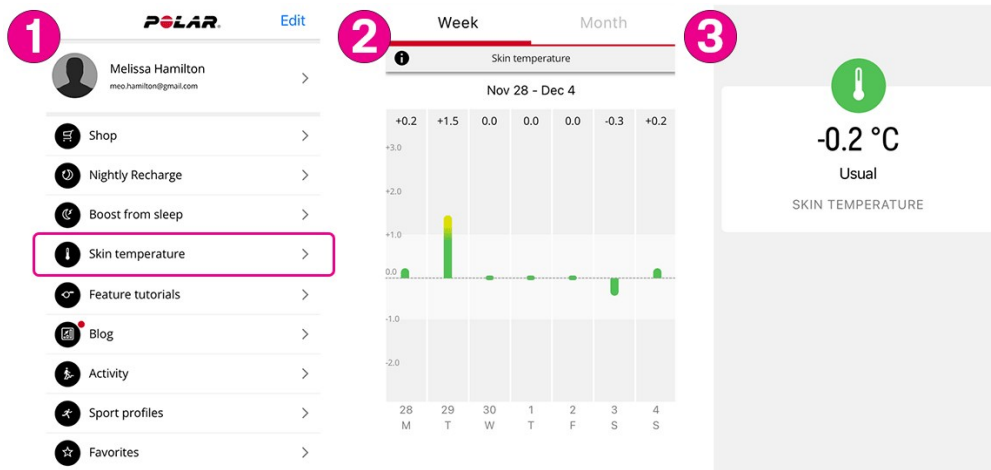 1
POLAR
Edit
Melissa Hamilton
meo.hamilton@gmail.com
Shop
Nightly Recharge
Boost from sleep
Skin temperature
Feature tutorials
Blog
Activity
Sport profiles
Favorites
2
Week Month
Skin temperature
Nov 28 - Dec 4
+0.2 +1.5 0.0 0.0 0.0 -0.3 +0.2
+3.0
+2.0
+1.0
0.0
-1.0
-2.0
28 29 30 1 2 3 4
M T W T F S S
3
-0.2 °C
Usual
SKIN TEMPERATURE